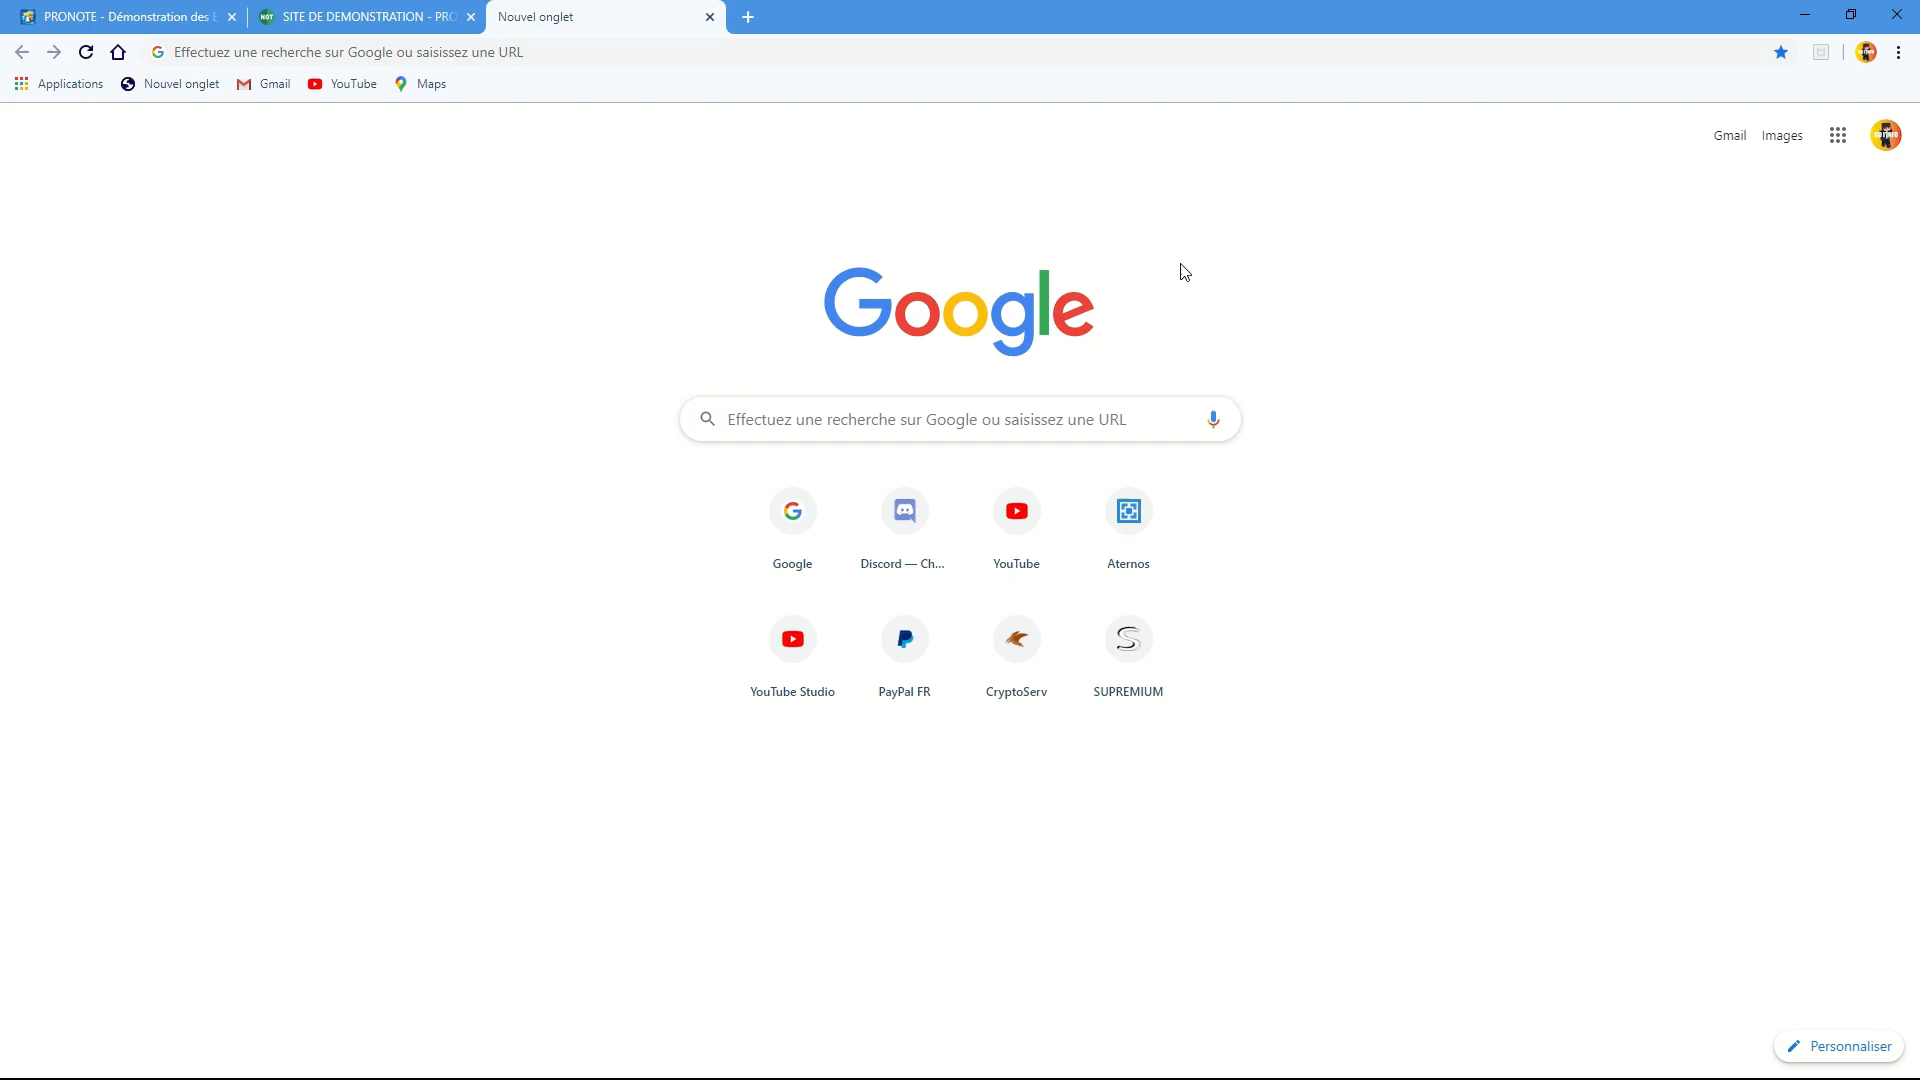 PRONOTE - Démonstration des
NOT SITE DE DEMONSTRATION - PRO
Nouvel onglet
Effectuez une recherche sur Google ou saisissez une URL
Applications Nouvel onglet Gmail YouTube Maps
Gmail Images
Google
Effectuez une recherche sur Google ou saisissez une URL
Google Discord — Ch... YouTube Aternos
YouTube Studio PayPal FR CryptoServ SUPREMIUM
Personnaliser